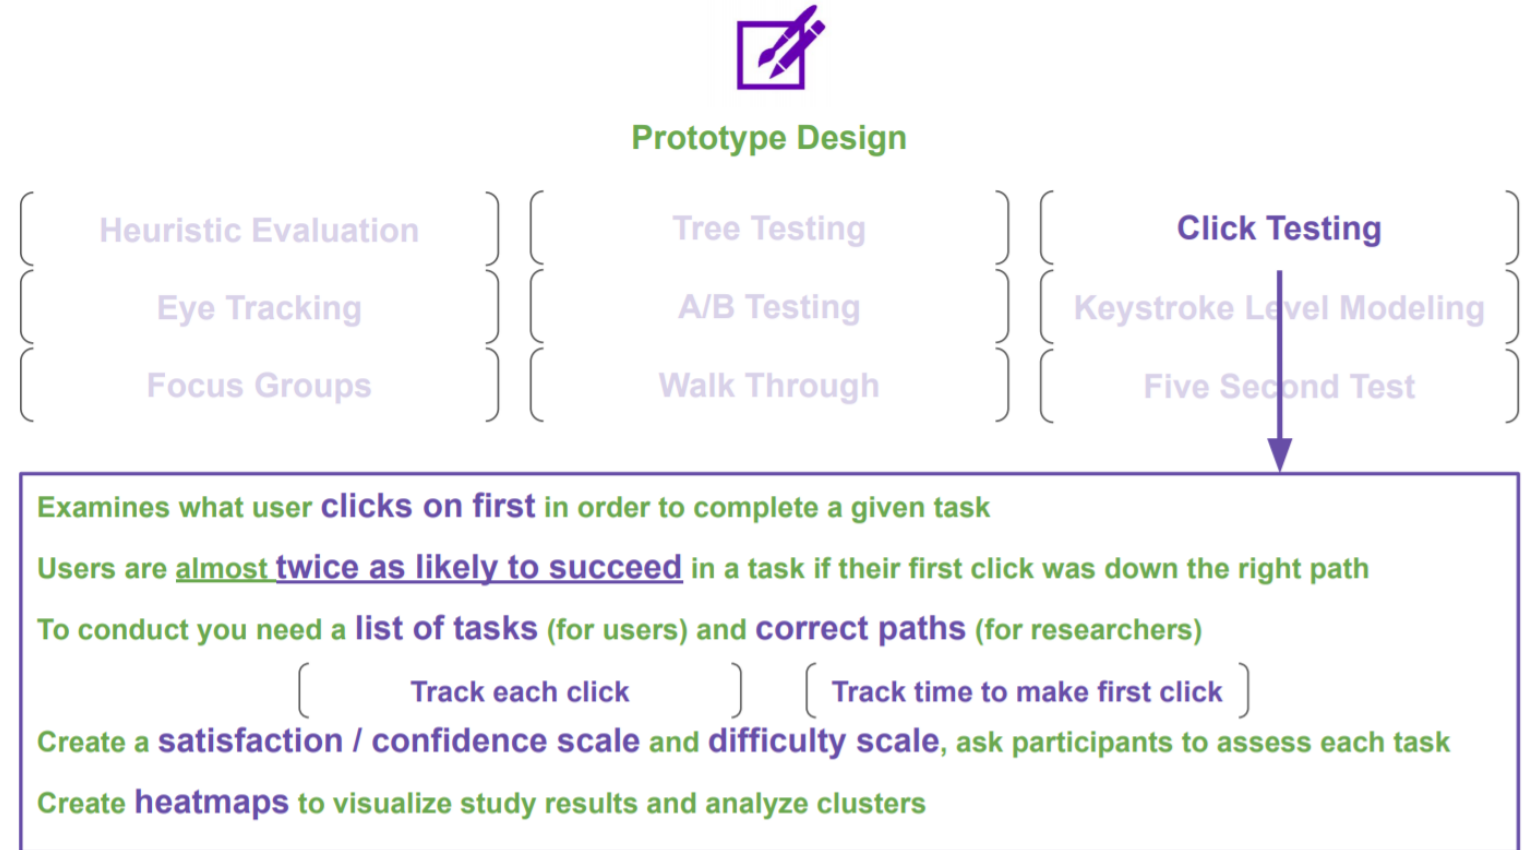 Prototype Design
Heuristic Evaluation Tree Testing Click Testing
Eye Tracking A/B Testing Keystroke Level Modeling
Focus Groups Walk Through Five Second Test
Examines what user clicks on first in order to complete a given task
Users are almost twice as likely to succeed in a task if their first click was down the right path
To conduct you need a list of tasks (for users) and correct paths (for researchers)
Track each click Track time to make first click
Create a satisfaction / confidence scale and difficulty scale, ask participants to assess each task
Create heatmaps to visualize study results and analyze clusters